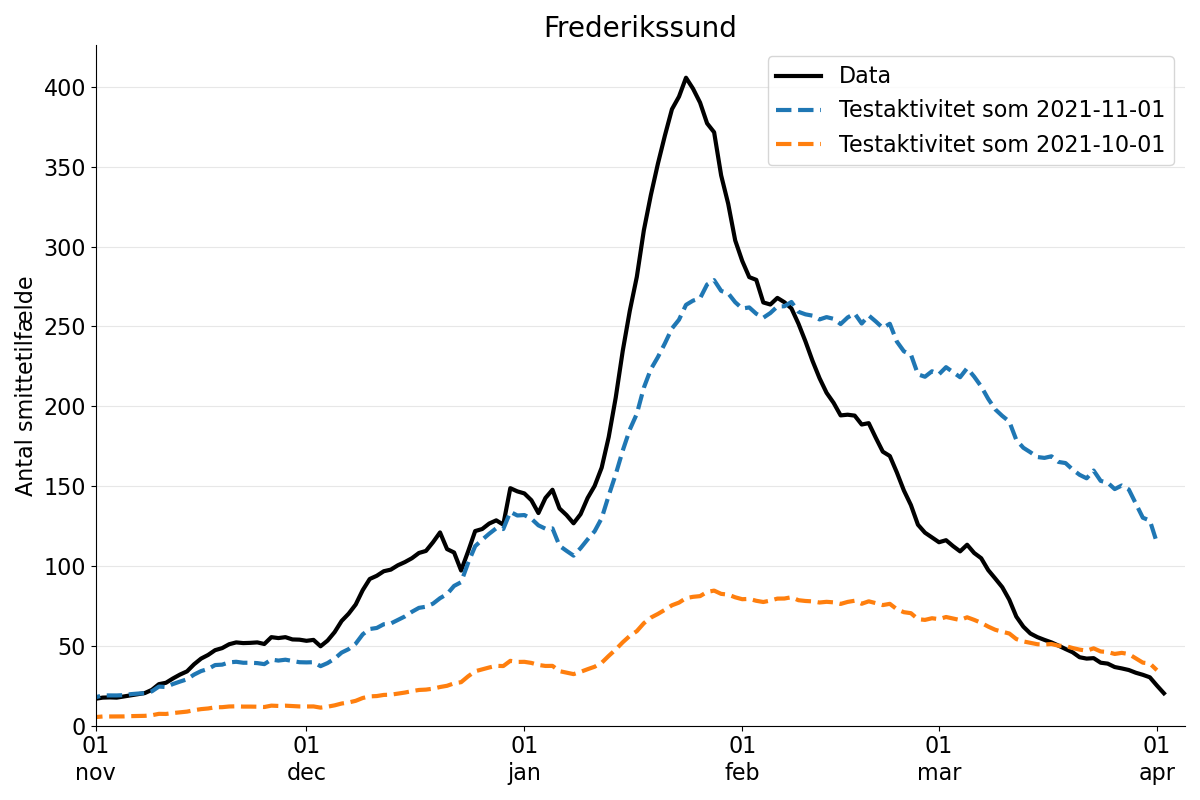 Frederikssund
Antal smittetilfælde
400
350
300
250
200
150
100
50
0
01
nov
01
dec
01
jan
01
feb
01
mar
01
apr
Data
Testaktivitet som 2021-11-01
Testaktivitet som 2021-10-01